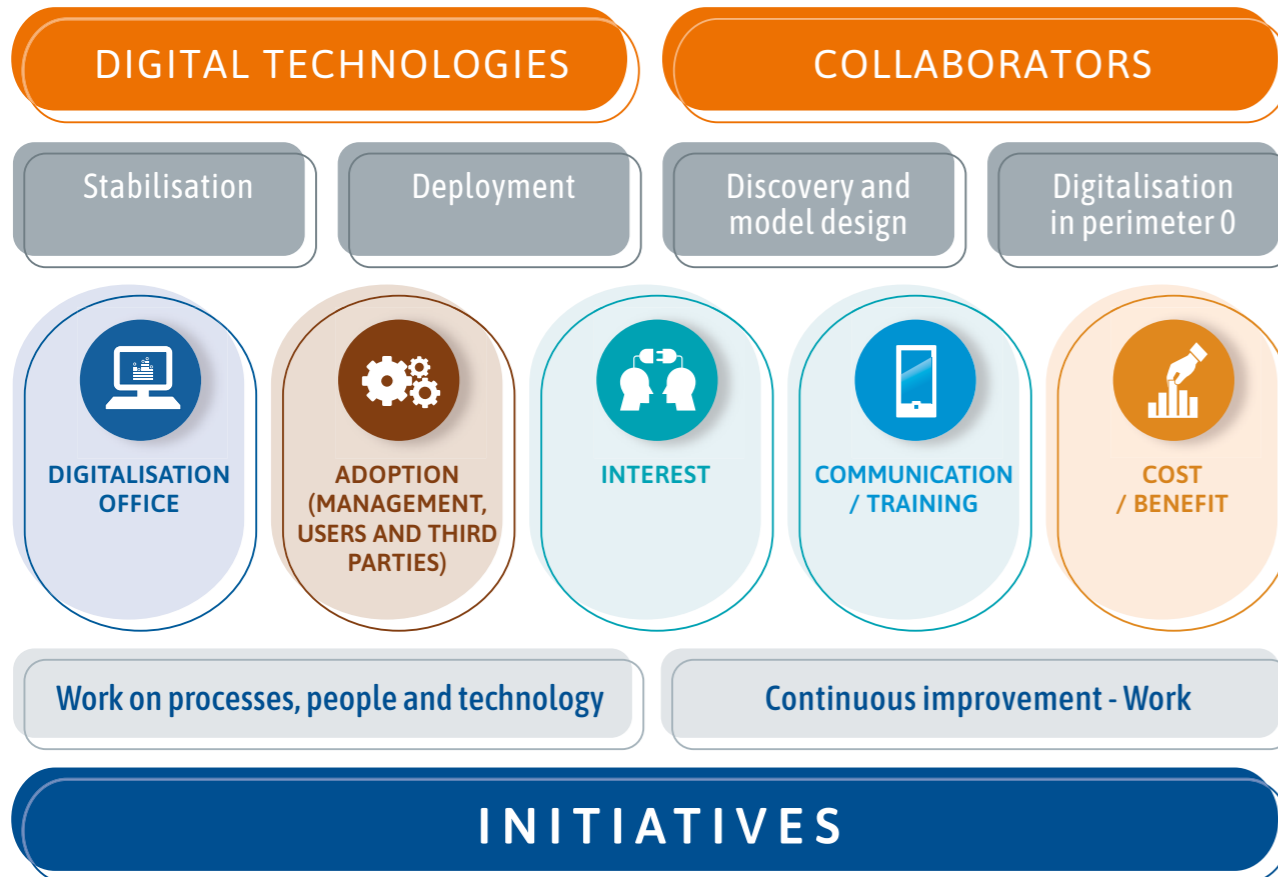 DIGITAL TECHNOLOGIES
COLLABORATORS
Stabilisation
Deployment
Discovery and
model design
Digitalisation
in perimeter 0
DIGITALISATION
OFFICE
ADOPTION
(MANAGEMENT,
USERS AND THIRD
PARTIES)
INTEREST
COMMUNICATION
/ TRAINING
COST
/ BENEFIT
Work on processes, people and technology
Continuous improvement - Work
INITIATIVES